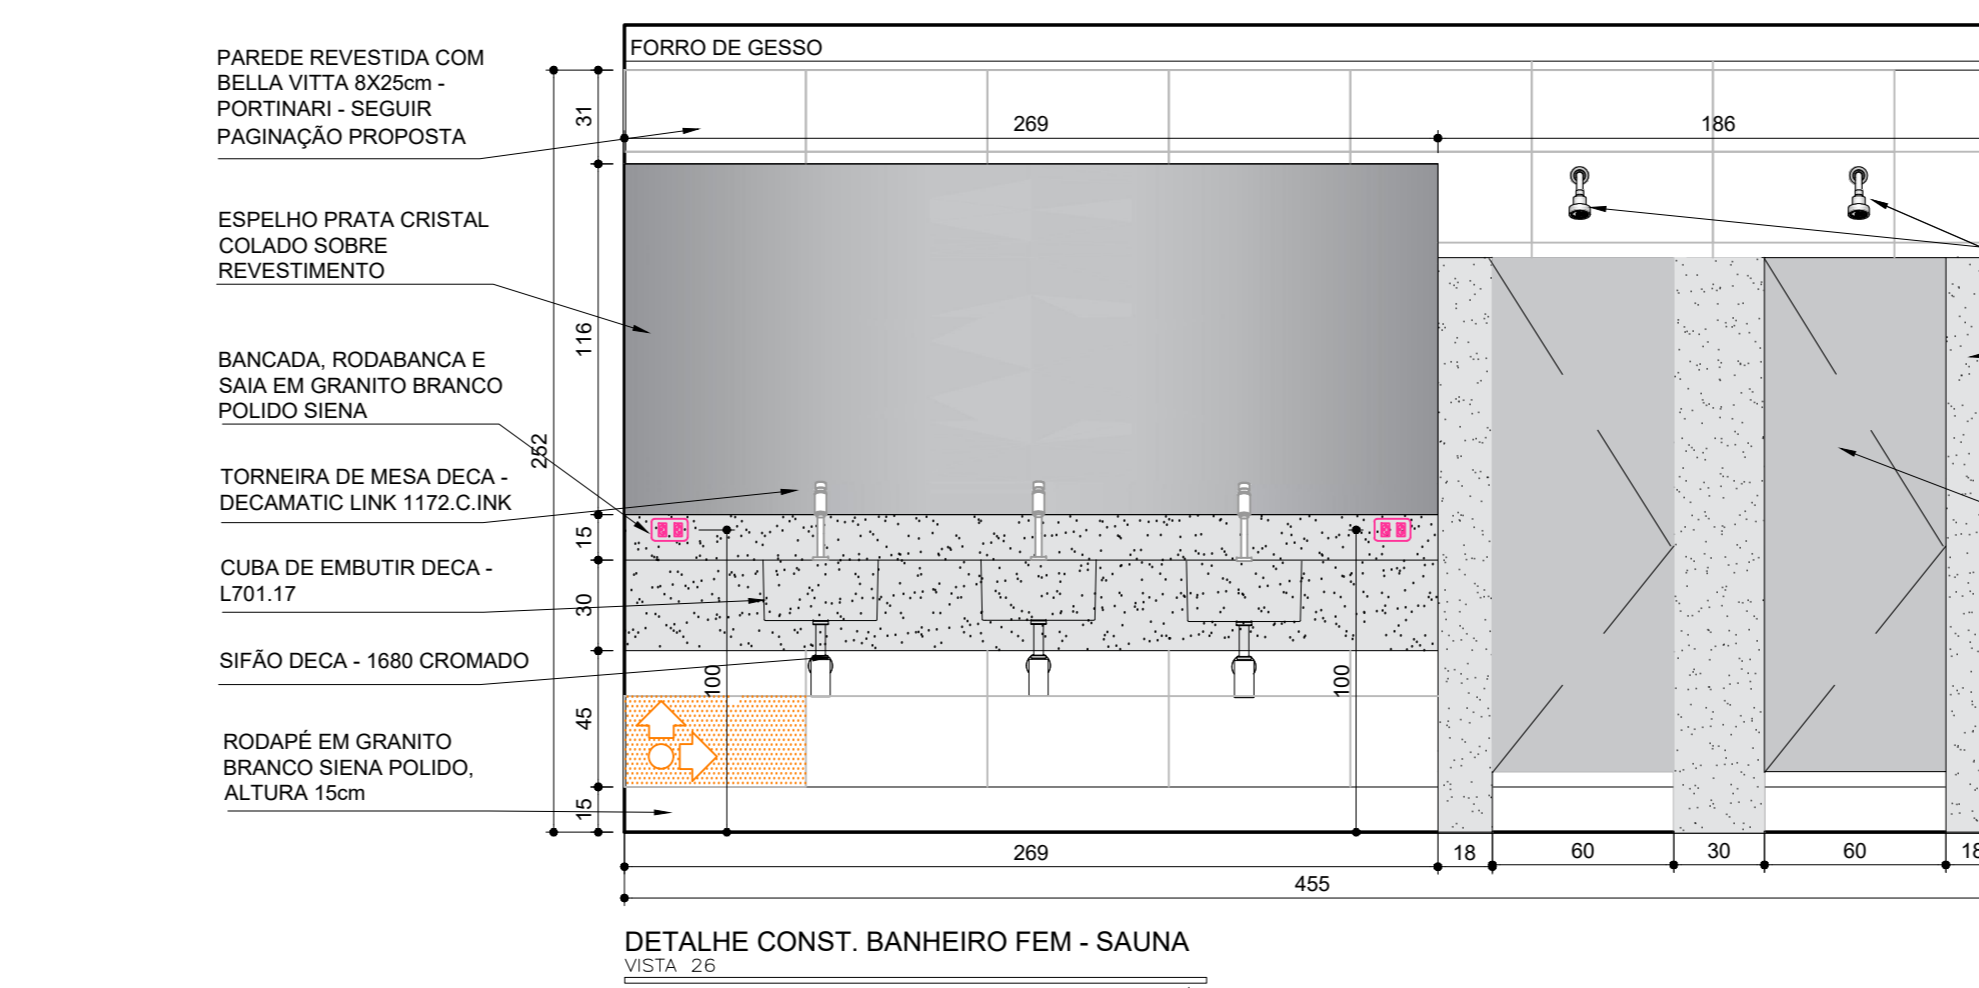 FORRO DE GESSO
PAREDE REVESTIDA COM
BELLA VITTA 8X25cm -
PORTINARI - SEGUIR
PAGINAÇÃO PROPOSTA
31
269
186
ESPELHO PRATA CRISTAL
COLADO SOBRE
REVESTIMENTO
116
BANCADA, RODABANCA E
SAIA EM GRANITO BRANCO
POLIDO SIENA
252
TORNEIRA DE MESA DECA -
DECAMATIC LINK 1172.C.INK
15
CUBA DE EMBUTIR DECA -
L701.17
30
SIFÃO DECA - 1680 CROMADO
100
100
45
RODAPÉ EM GRANITO
BRANCO SIENA POLIDO,
ALTURA 15cm
15
269
18
60
30
60
18
455
DETALHE CONST. BANHEIRO FEM - SAUNA
VISTA 26